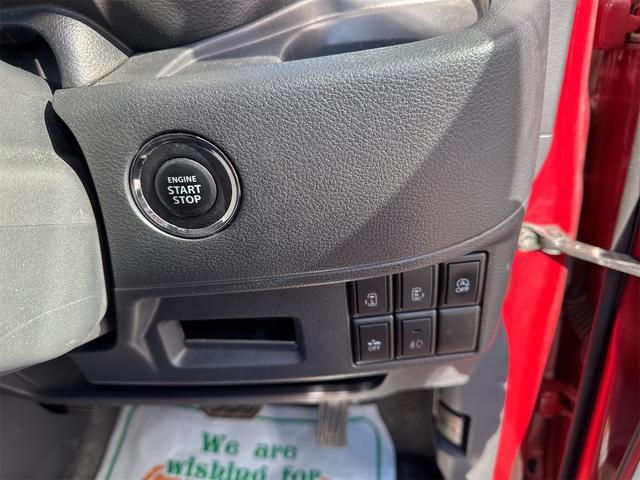 ENGINE
START
STOP
OFF
OFF
We are
wishing for